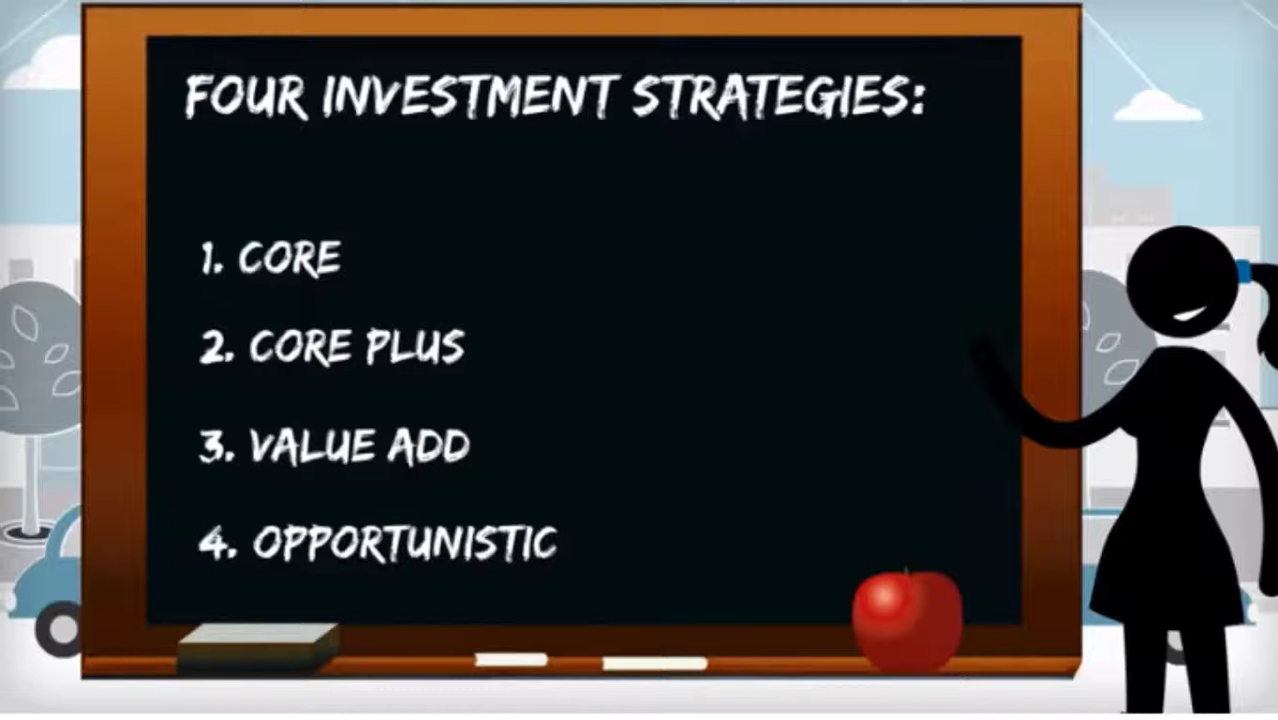 FOUR INVESTMENT STRATEGIES:
1. CORE
2. CORE PLUS
3. VALUE ADD
4. OPPORTUNISTIC